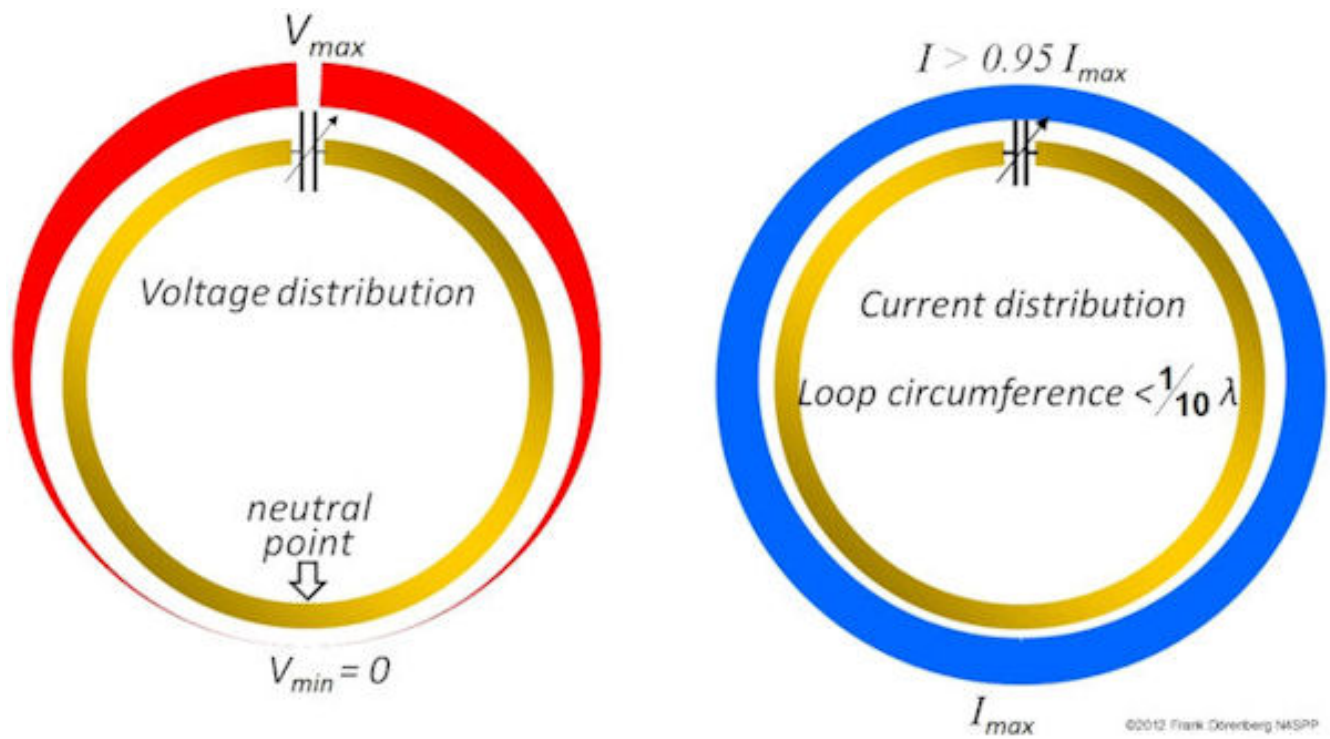 Vmax
Voltage distribution
neutral
point
Vmin = 0
I > 0.95 Imax
Current distribution
Loop circumference < 1/10 λ
Imax
©2012 Frank Dörenberg N4SPP